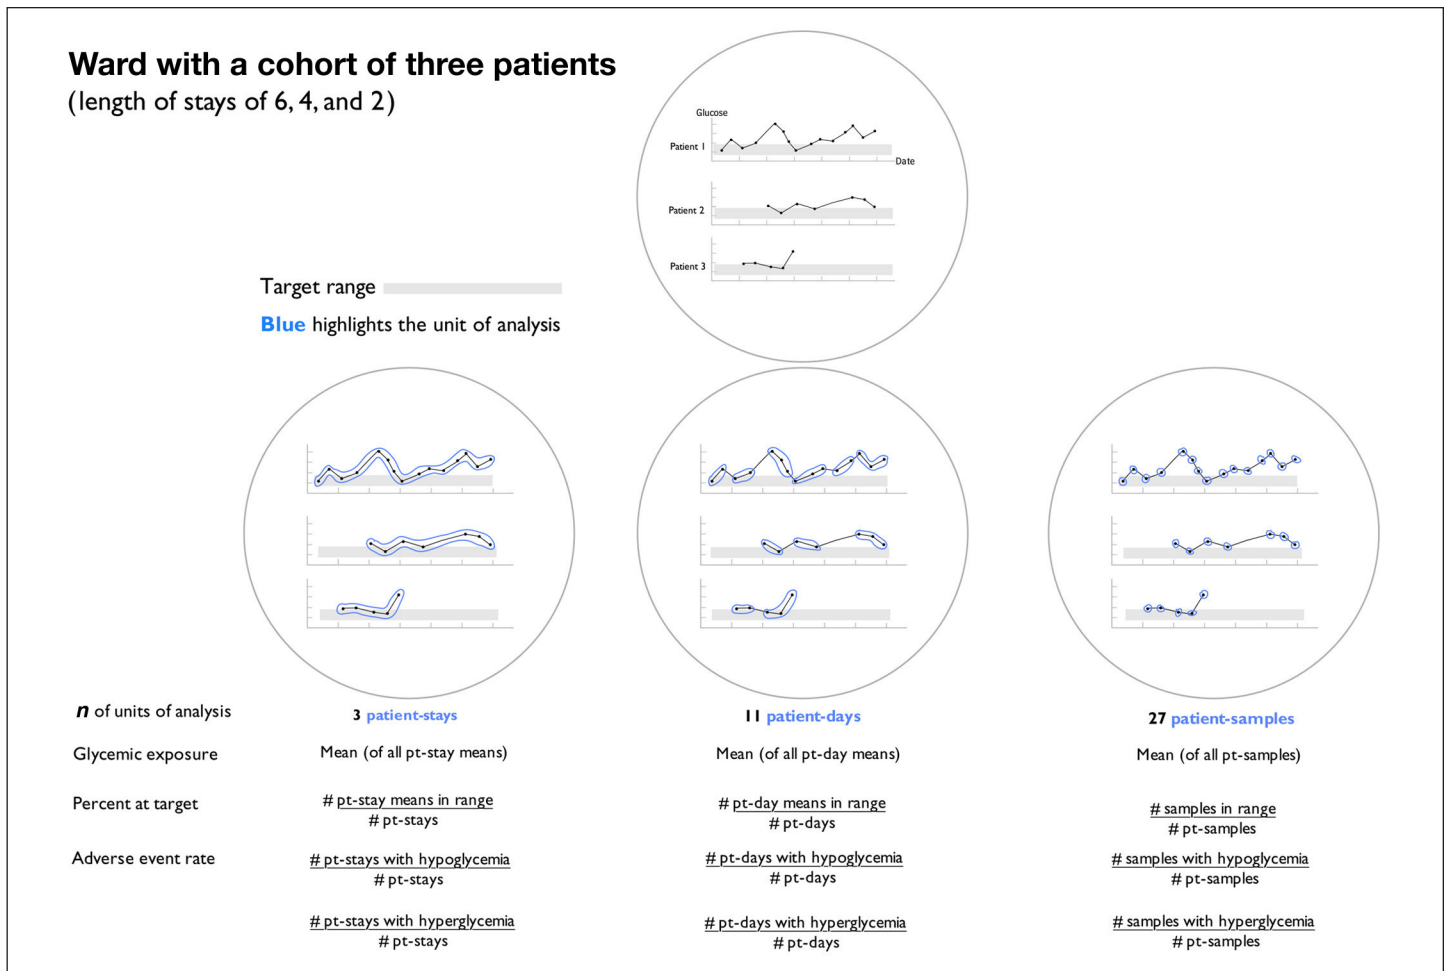 Ward with a cohort of three patients
(length of stays of 6, 4, and 2)
Glucose
Patient 1
Date
Patient 2
Patient 3
Target range
Blue highlights the unit of analysis
n of units of analysis
3 patient-stays
11 patient-days
27 patient-samples
Glycemic exposure
Mean (of all pt-stay means)
Mean (of all pt-day means)
Mean (of all pt-samples)
Percent at target
# pt-stay means in range
# pt-stays
# pt-day means in range
# pt-days
# samples in range
# pt-samples
Adverse event rate
# pt-stays with hypoglycemia
# pt-stays
# pt-days with hypoglycemia
# pt-days
# samples with hypoglycemia
# pt-samples
# pt-stays with hyperglycemia
# pt-stays
# pt-days with hyperglycemia
# pt-days
# samples with hyperglycemia
# pt-samples